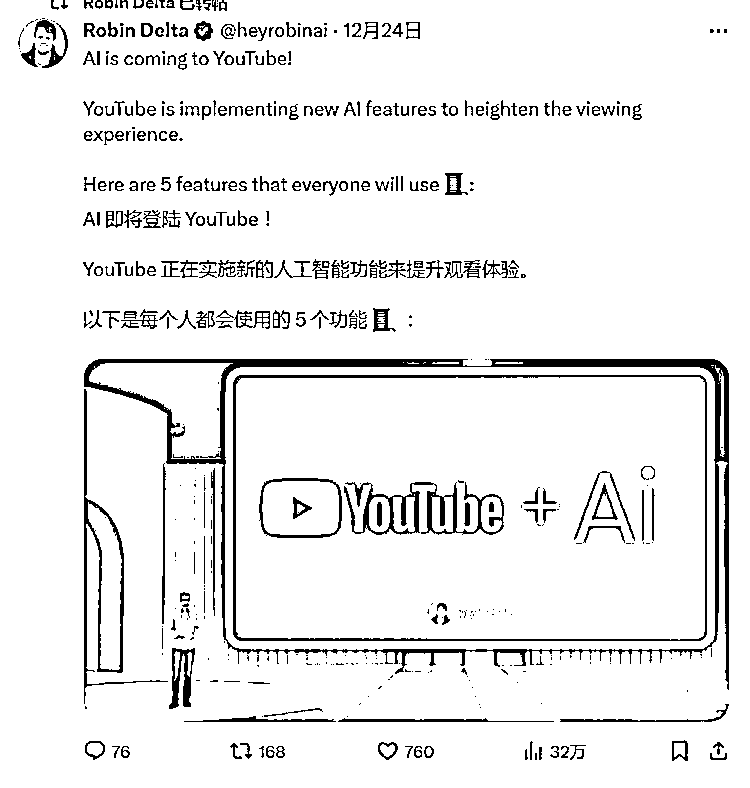 Robin Delta 已转帖
Robin Delta @heyrobinai · 12月24日
AI is coming to YouTube!
YouTube is implementing new AI features to heighten the viewing
experience.
Here are 5 features that everyone will use :
AI 即将登陆 YouTube！
YouTube 正在实施新的人工智能功能来提升观看体验。
以下是每个人都会使用的 5 个功能 ：
YouTube + Ai
76 168 760 32万